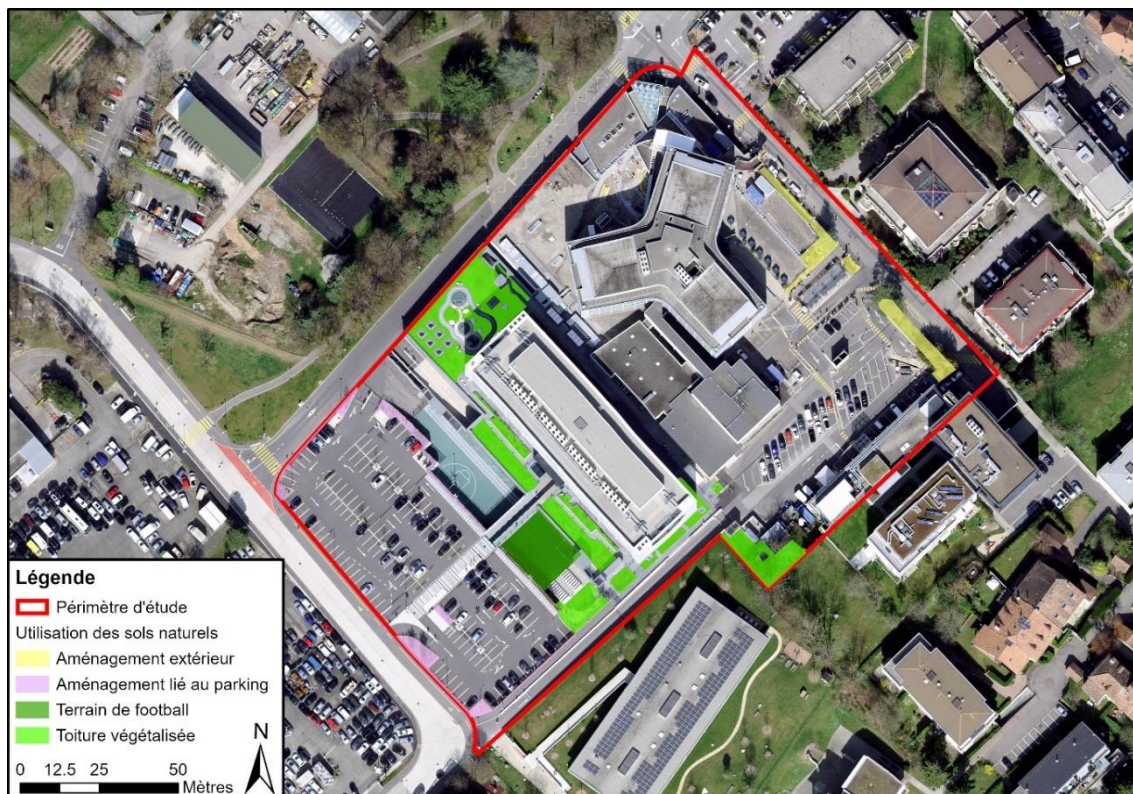 Légende
Périmètre d'étude
Utilisation des sols naturels
Aménagement extérieur
Aménagement lié au parking
Terrain de football
Toiture végétalisée
N
0 12.5 25 50
Mètres